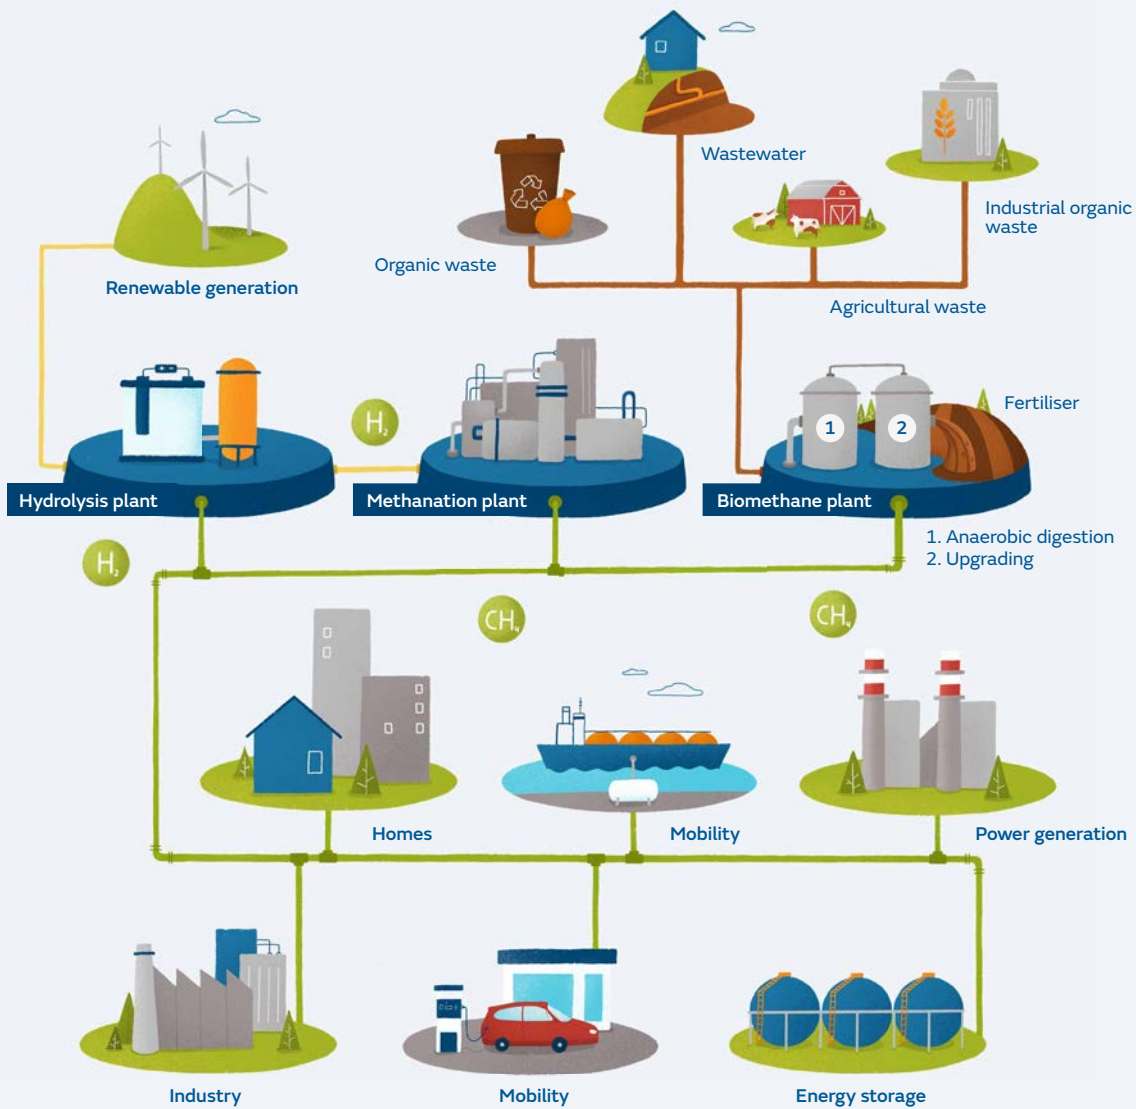 Wastewater
Industrial organic
waste
Organic waste
Renewable generation
Agricultural waste
H₂
Fertiliser
1
2
Hydrolysis plant
Methanation plant
Biomethane plant
1. Anaerobic digestion
2. Upgrading
H₂
CH₄
CH₄
Homes
Mobility
Power generation
Industry
Mobility
Energy storage